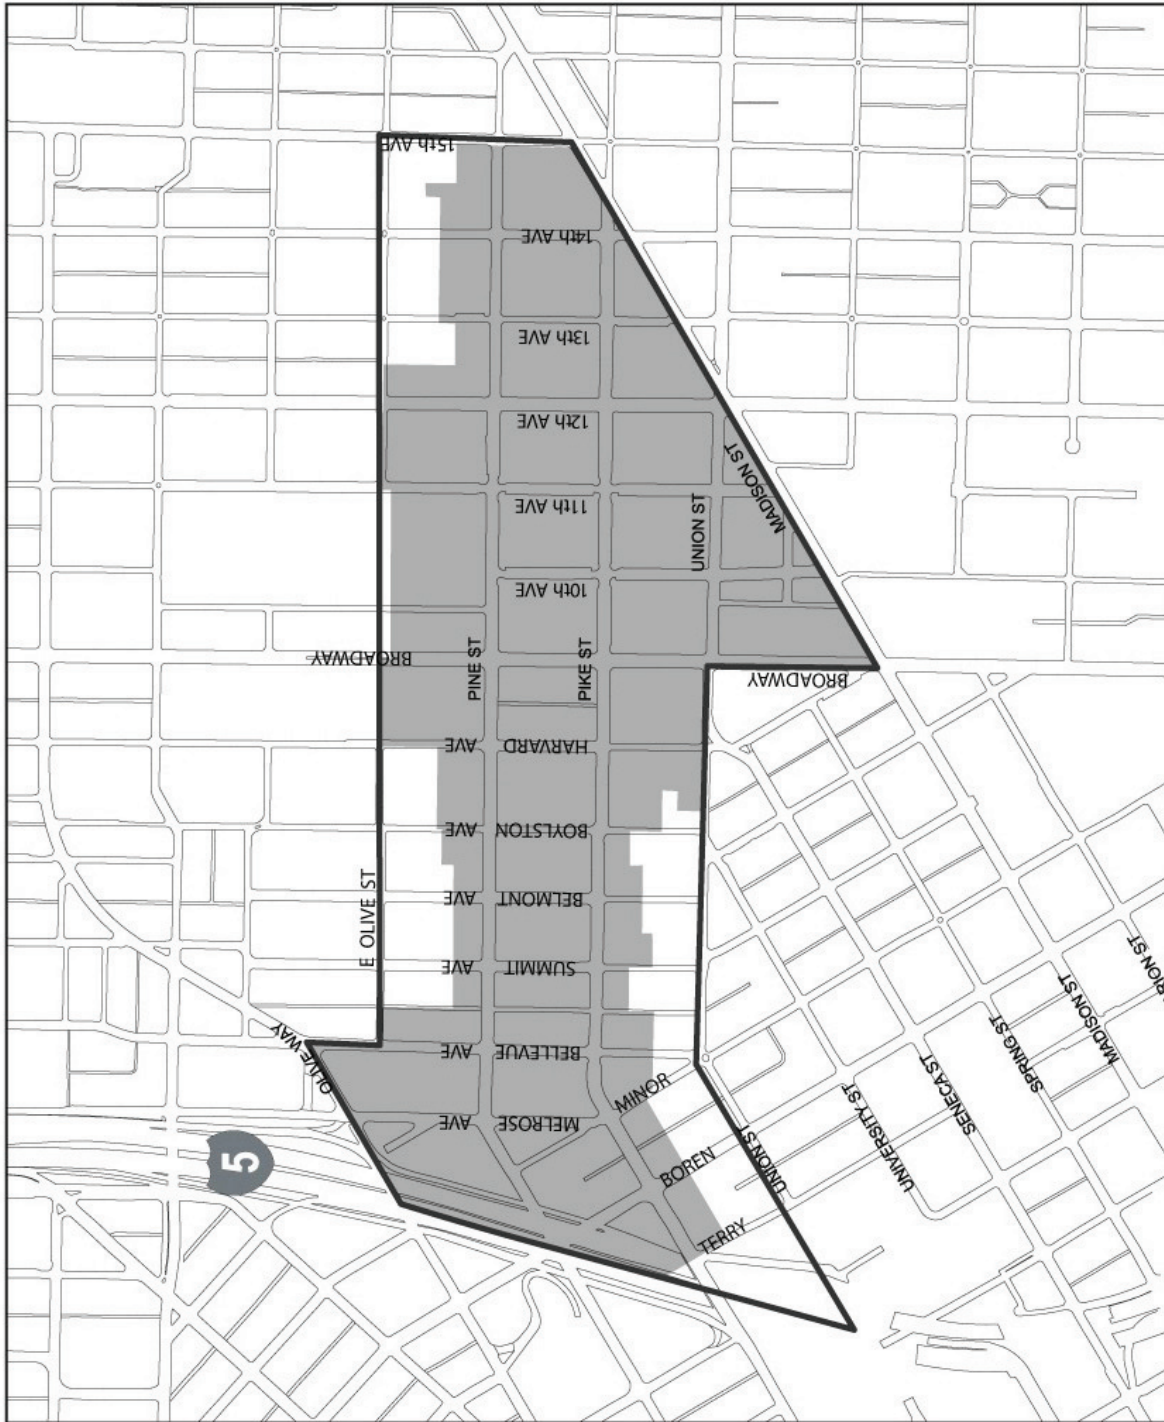 15th AVE
14th AVE
13th AVE
12th AVE
11th AVE
10th AVE
MADISON ST
UNION ST
BROADWAY
PINE ST
PIKE ST
BROADWAY
HARVARD AVE
BOYLSTON AVE
BELMONT AVE
SUMMIT AVE
BELLEVUE AVE
MELROSE AVE
E OLIVE ST
OLIVE WAY
5
MINOR
BOREN
TERRY
UNION ST
UNIVERSITY ST
SENECA ST
SPRING ST
MADISON ST
RION ST